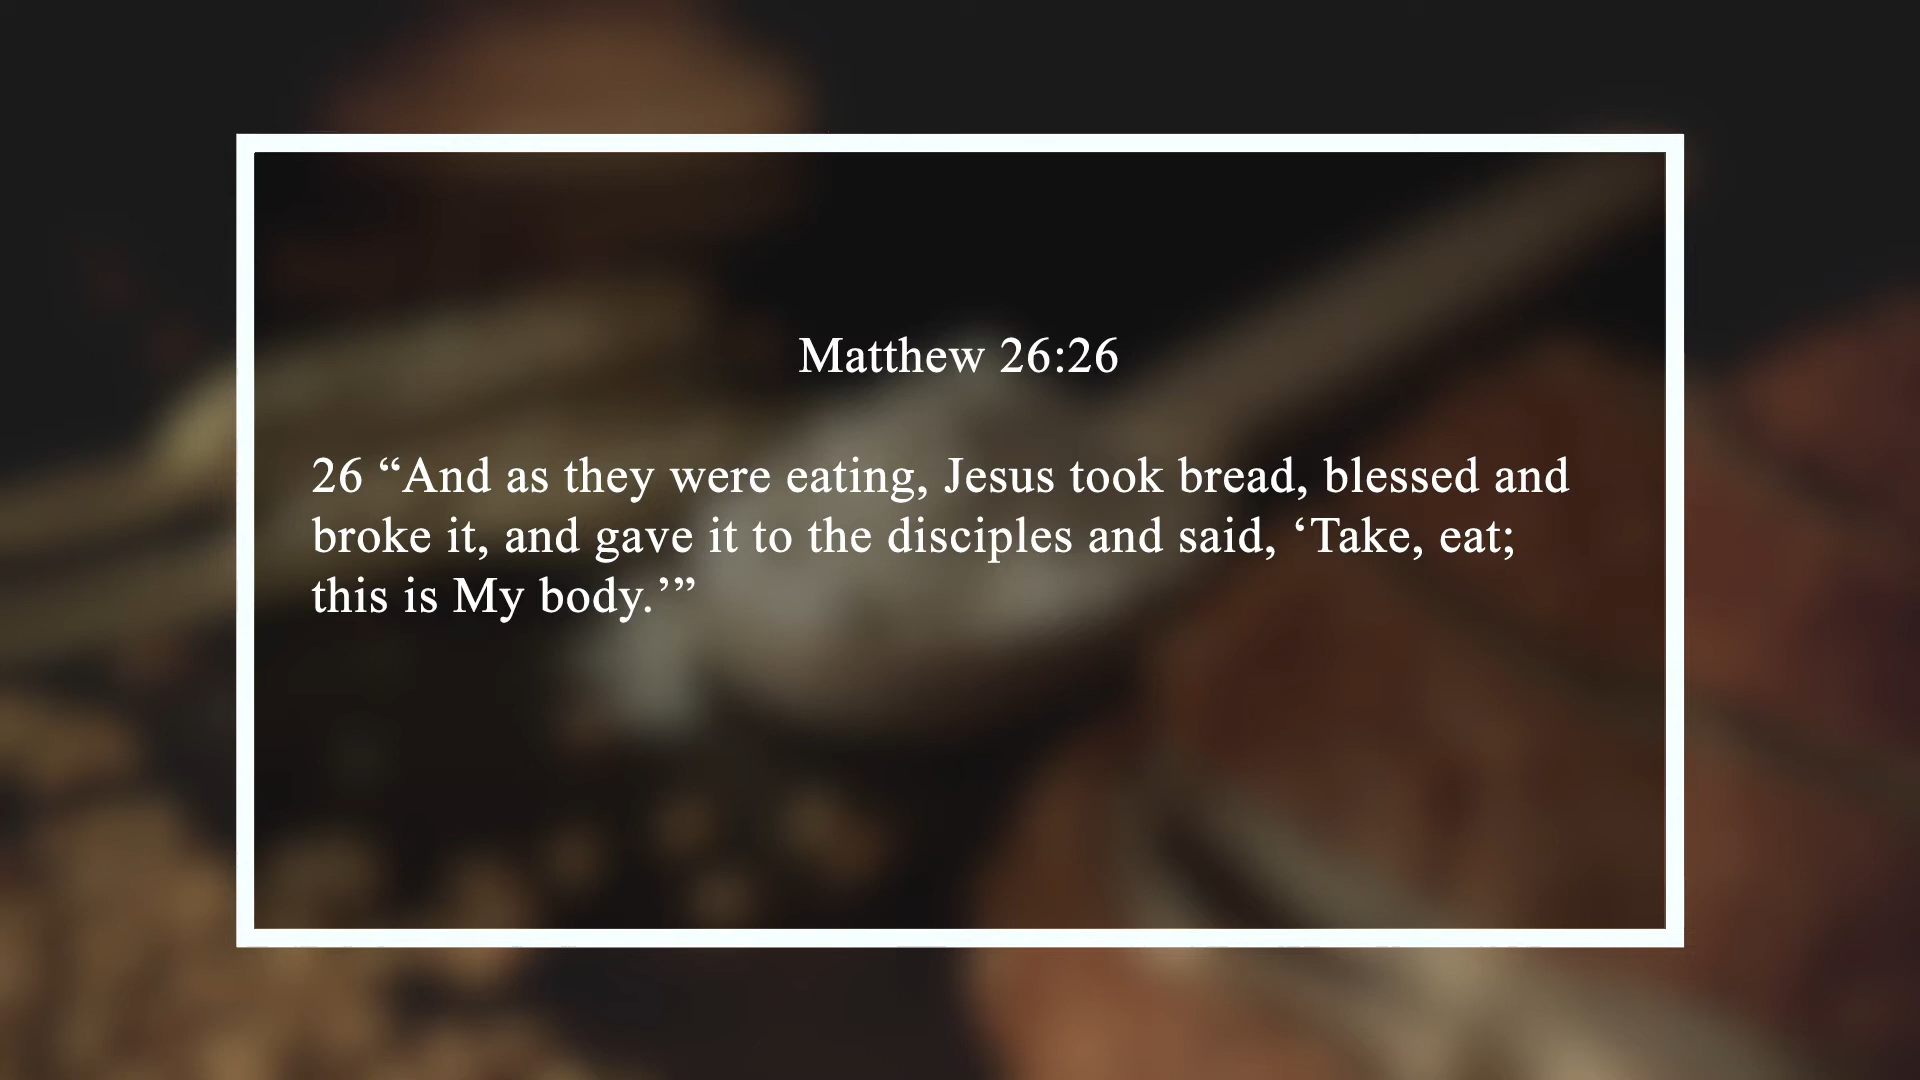 Matthew 26:26
26 “And as they were eating, Jesus took bread, blessed and
broke it, and gave it to the disciples and said, ‘Take, eat;
this is My body.’”